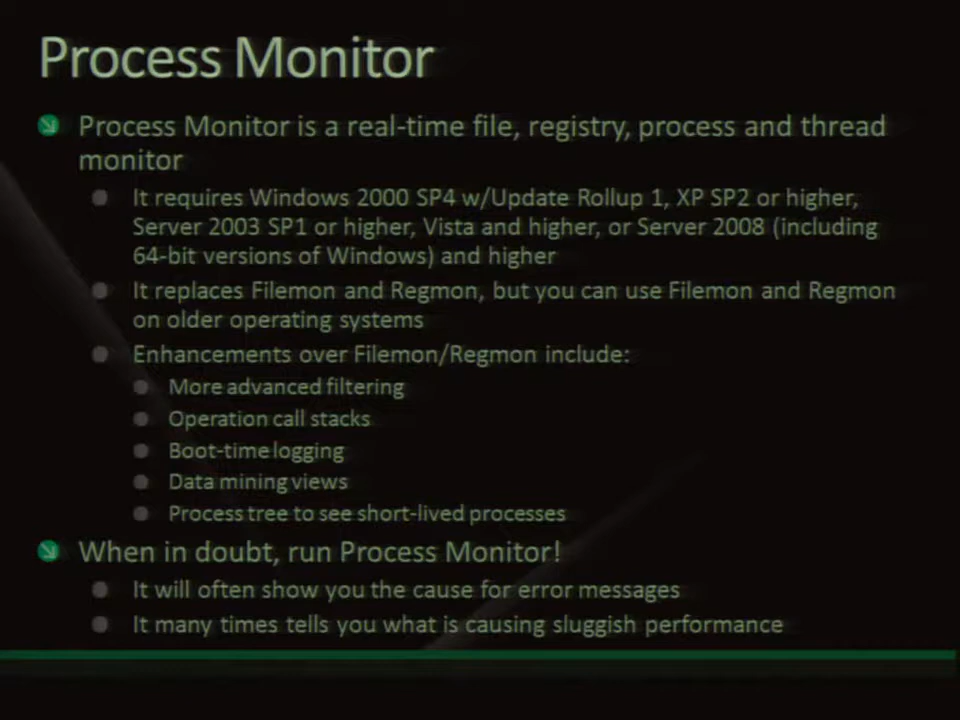 Process Monitor
Process Monitor is a real-time file, registry, process and thread
monitor
It requires Windows 2000 SP4 w/Update Rollup 1, XP SP2 or higher,
Server 2003 SP1 or higher, Vista and higher, or Server 2008 (including
64-bit versions of Windows) and higher
It replaces Filemon and Regmon, but you can use Filemon and Regmon
on older operating systems
Enhancements over Filemon/Regmon include:
More advanced filtering
Operation call stacks
Boot-time logging
Data mining views
Process tree to see short-lived processes
When in doubt, run Process Monitor!
It will often show you the cause for error messages
It many times tells you what is causing sluggish performance